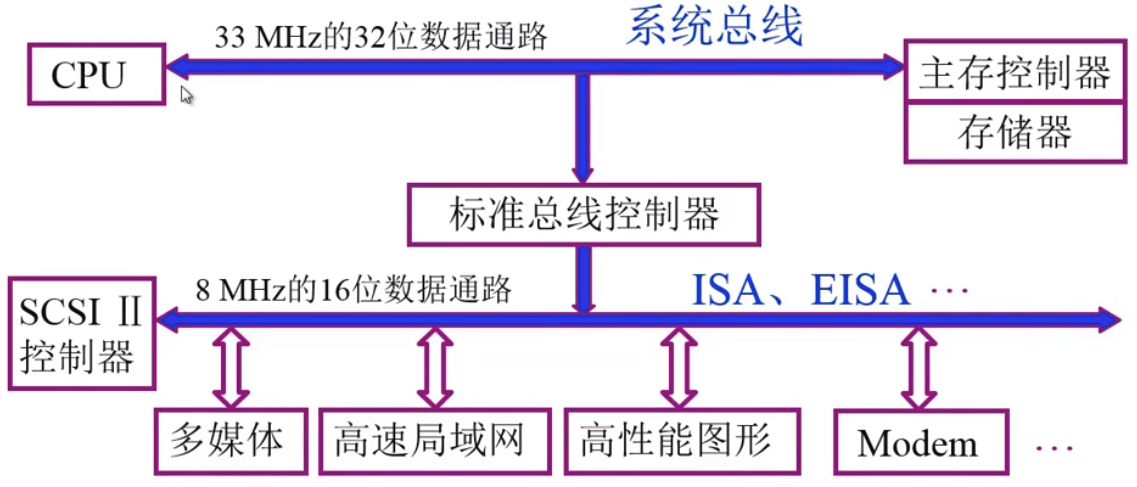 33 MHz的32位数据通路
系统总线
CPU
主存控制器
存储器
标准总线控制器
8 MHz的16位数据通路
ISA、EISA …
SCSI Ⅱ
控制器
多媒体
高速局域网
高性能图形
Modem
…